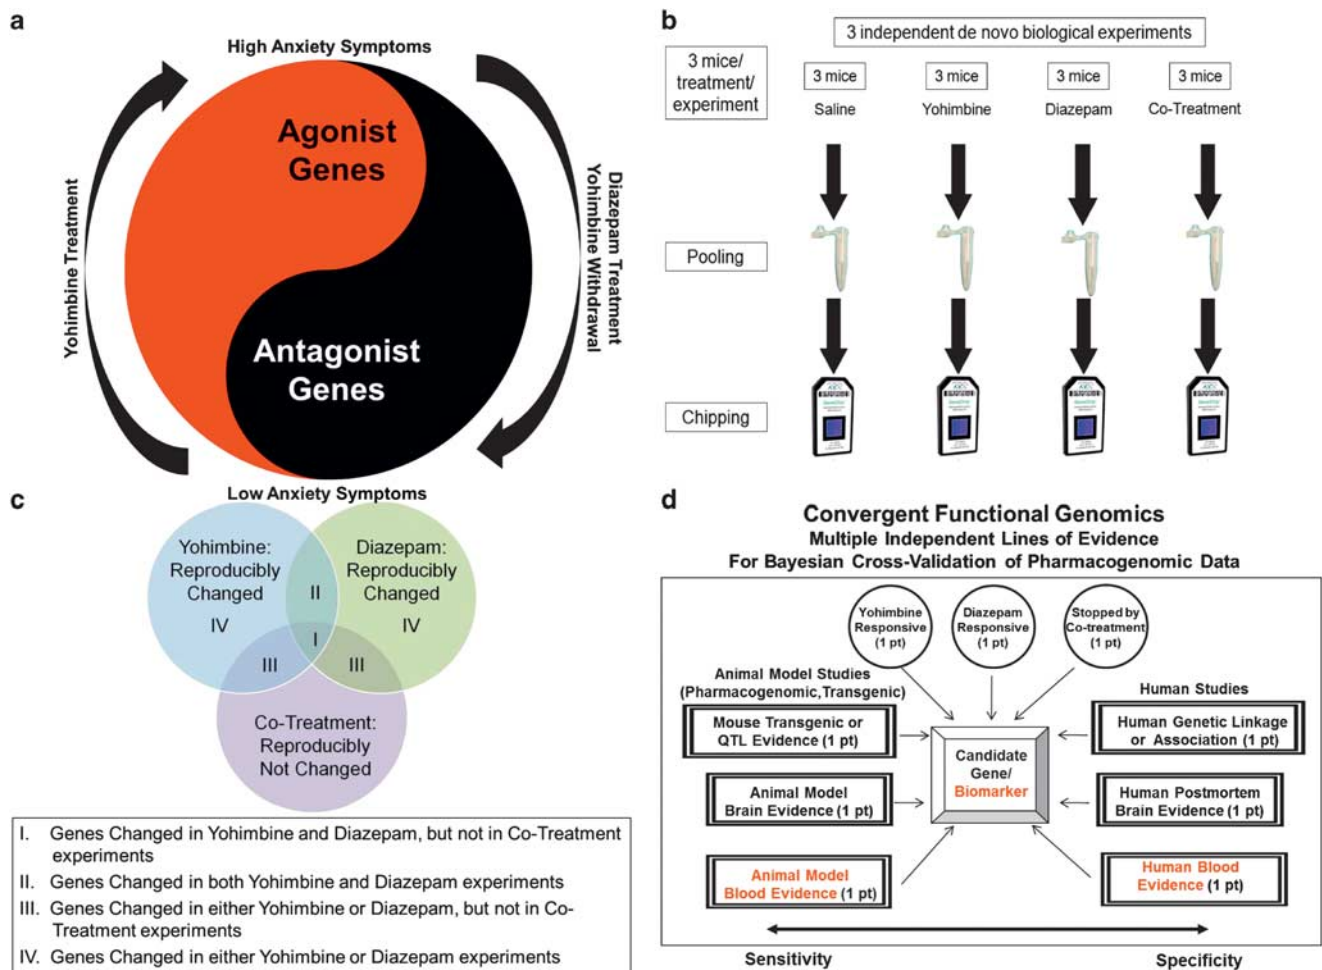 a
High Anxiety Symptoms
Agonist
Genes
Antagonist
Genes
Yohimbine Treatment
Diazepam Treatment
Yohimbine Withdrawal
Low Anxiety Symptoms
b
3 independent de novo biological experiments
3 mice/
treatment/
experiment
3 mice
3 mice
3 mice
3 mice
Saline
Yohimbine
Diazepam
Co-Treatment
Pooling
Chipping
c
Yohimbine:
Reproducibly
Changed
IV
II
Diazepam:
Reproducibly
Changed
IV
I
III
III
Co-Treatment:
Reproducibly
Not Changed
I. Genes Changed in Yohimbine and Diazepam, but not in Co-Treatment
experiments
II. Genes Changed in both Yohimbine and Diazepam experiments
III. Genes Changed in either Yohimbine or Diazepam, but not in Co-
Treatment experiments
IV. Genes Changed in either Yohimbine or Diazepam experiments
d
Convergent Functional Genomics
Multiple Independent Lines of Evidence
For Bayesian Cross-Validation of Pharmacogenomic Data
Yohimbine
Responsive
(1 pt)
Diazepam
Responsive
(1 pt)
Stopped by
Co-treatment
(1 pt)
Animal Model Studies
(Pharmacogenomic,Transgenic)
Human Studies
Mouse Transgenic or
QTL Evidence (1 pt)
Candidate
Gene/
Biomarker
Human Genetic Linkage
or Association (1 pt)
Animal Model
Brain Evidence (1 pt)
Human Postmortem
Brain Evidence (1 pt)
Animal Model
Blood Evidence (1 pt)
Human Blood
Evidence (1 pt)
Sensitivity
Specificity